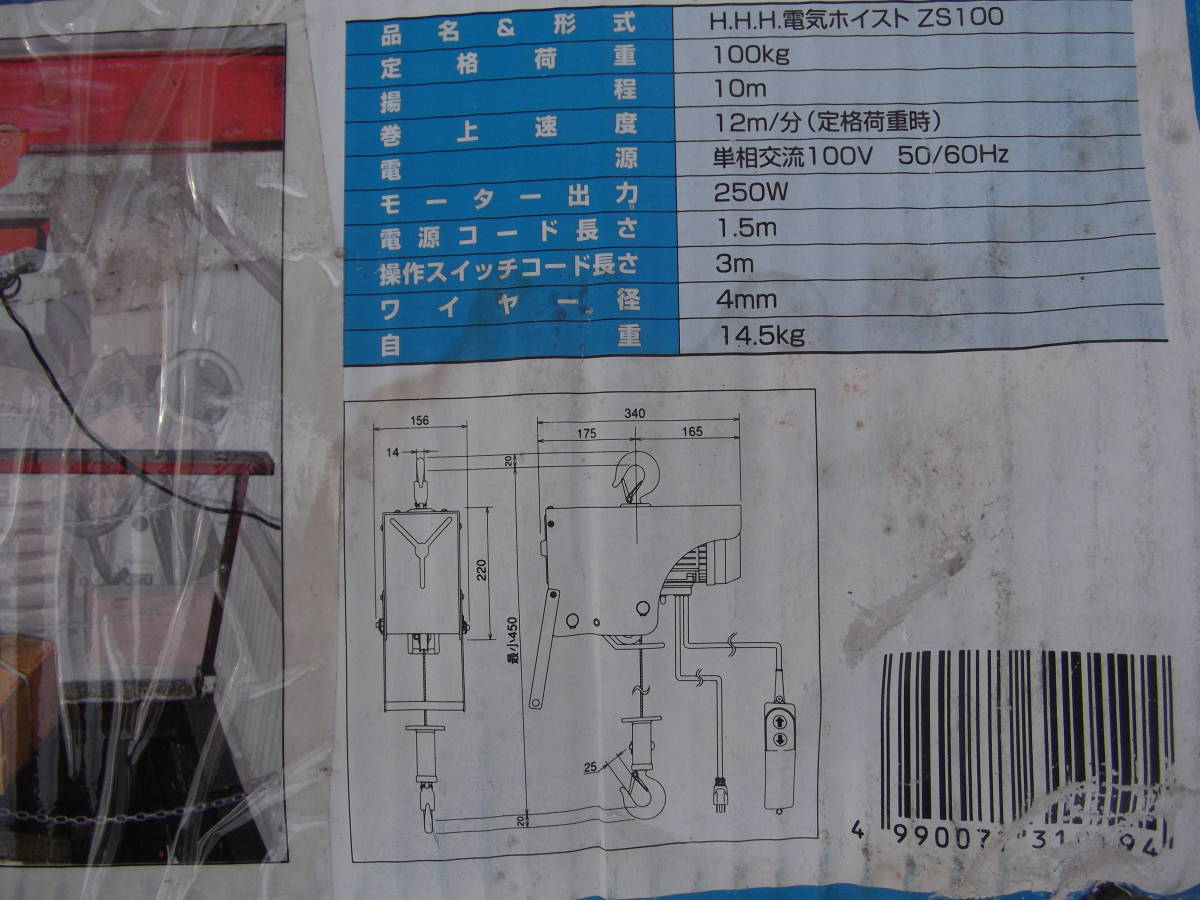 品名&形式 H.H.H.電気ホイスト ZS100
定格荷重 100kg
揚程 10m
巻上速度 12m/分(定格荷重時)
電源 単相交流100V 50/60Hz
モーター出力 250W
電源コード長さ 1.5m
操作スイッチコード長さ 3m
ワイヤー径 4mm
自重 14.5kg
340
156
175 165
14
20
220
最小450
25
20
4 990077 31 94